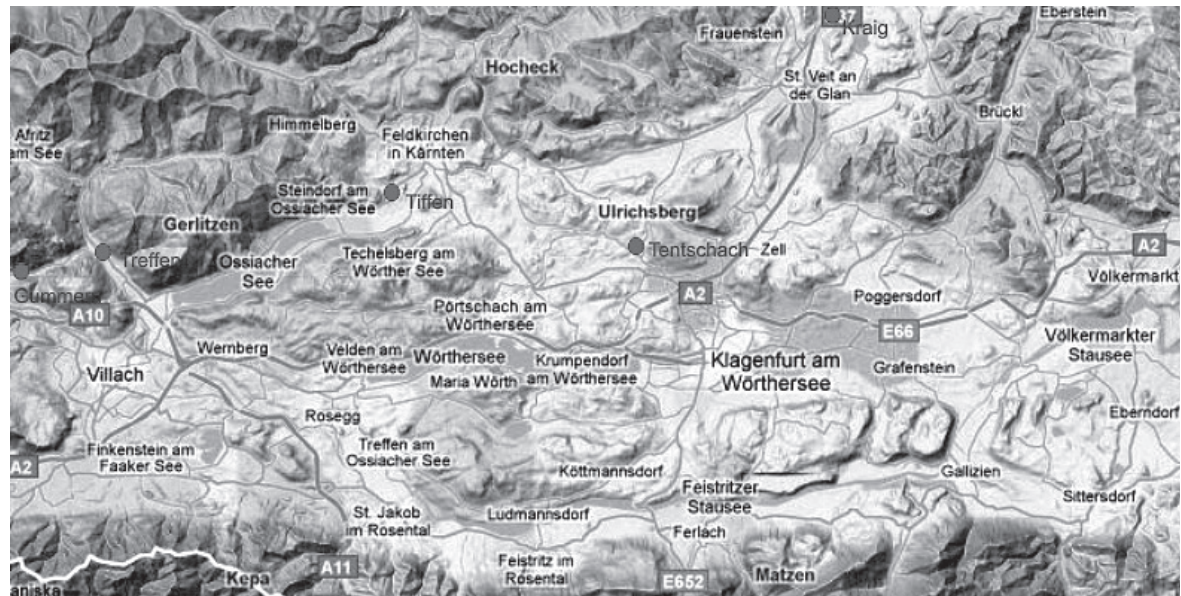 Eberstein
37
Kraig
Frauenstein
Hocheck
St. Veit an
der Glan
Brückl
Himmelberg
Afritz
am See
Feldkirchen
in Kärnten
Steindorf am
Ossiacher See
Tiffen
Ulrichsberg
Gerlitzen
Tentschach
Zell
A2
Treffen
Ossiacher
See
Techelsberg am
Wörther See
Völkermarkt
Gummern
A10
A2
Poggersdorf
Pörtschach am
Wörthersee
E66
Völkermarkter
Stausee
Wernberg
Velden am
Wörthersee
Wörthersee
Krumpendorf
am Wörthersee
Klagenfurt am
Wörthersee
Grafenstein
Villach
Maria Wörth
Rosegg
Eberndorf
Finkenstein am
Faaker See
Treffen am
Ossiacher See
A2
Köttmannsdorf
Gallizien
Feistritzer
Stausee
Sittersdorf
St. Jakob
im Rosental
Ludmannsdorf
Ferlach
A11
Feistritz im
Rosental
Kepa
E652
Matzen
aniska